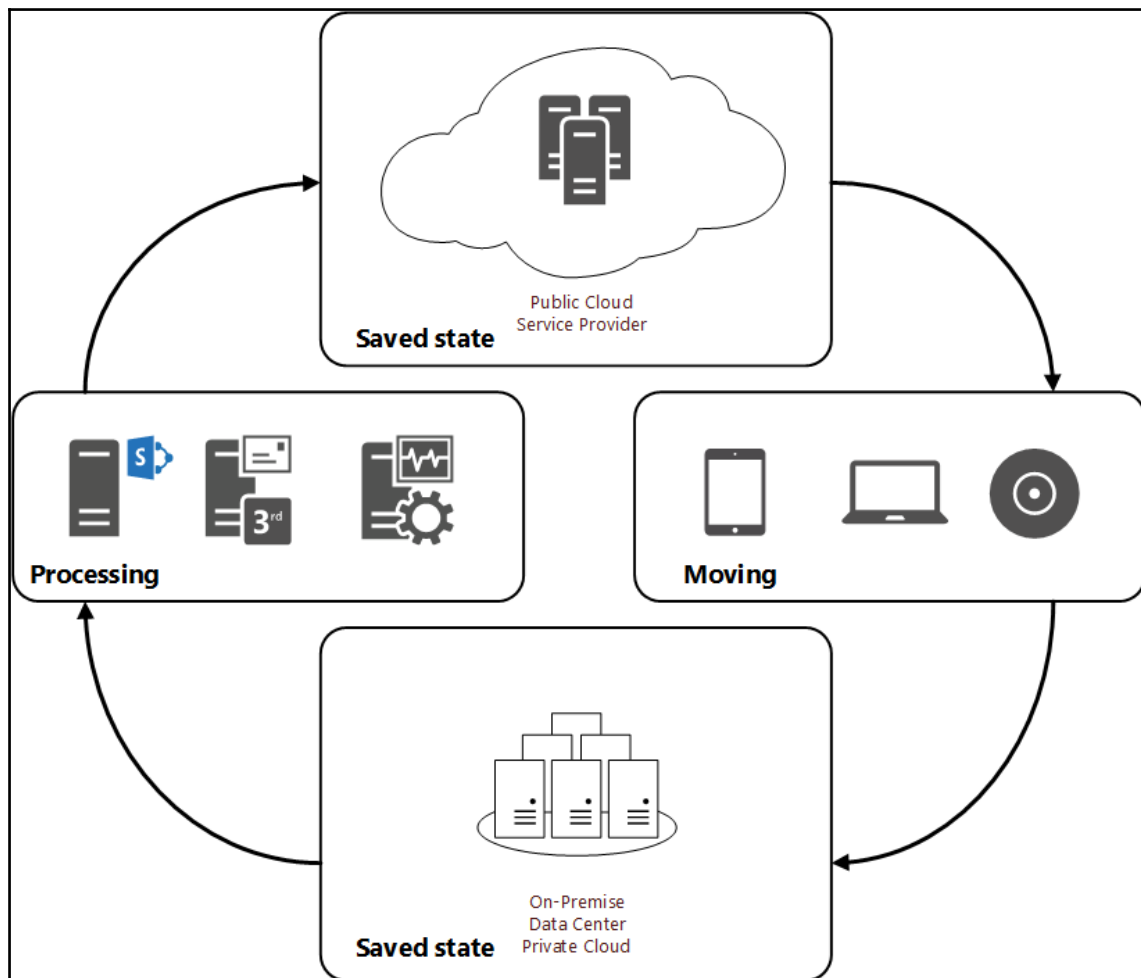 Public Cloud
Service Provider
Saved state
S
3rd
Processing
Moving
On-Premise
Data Center
Private Cloud
Saved state